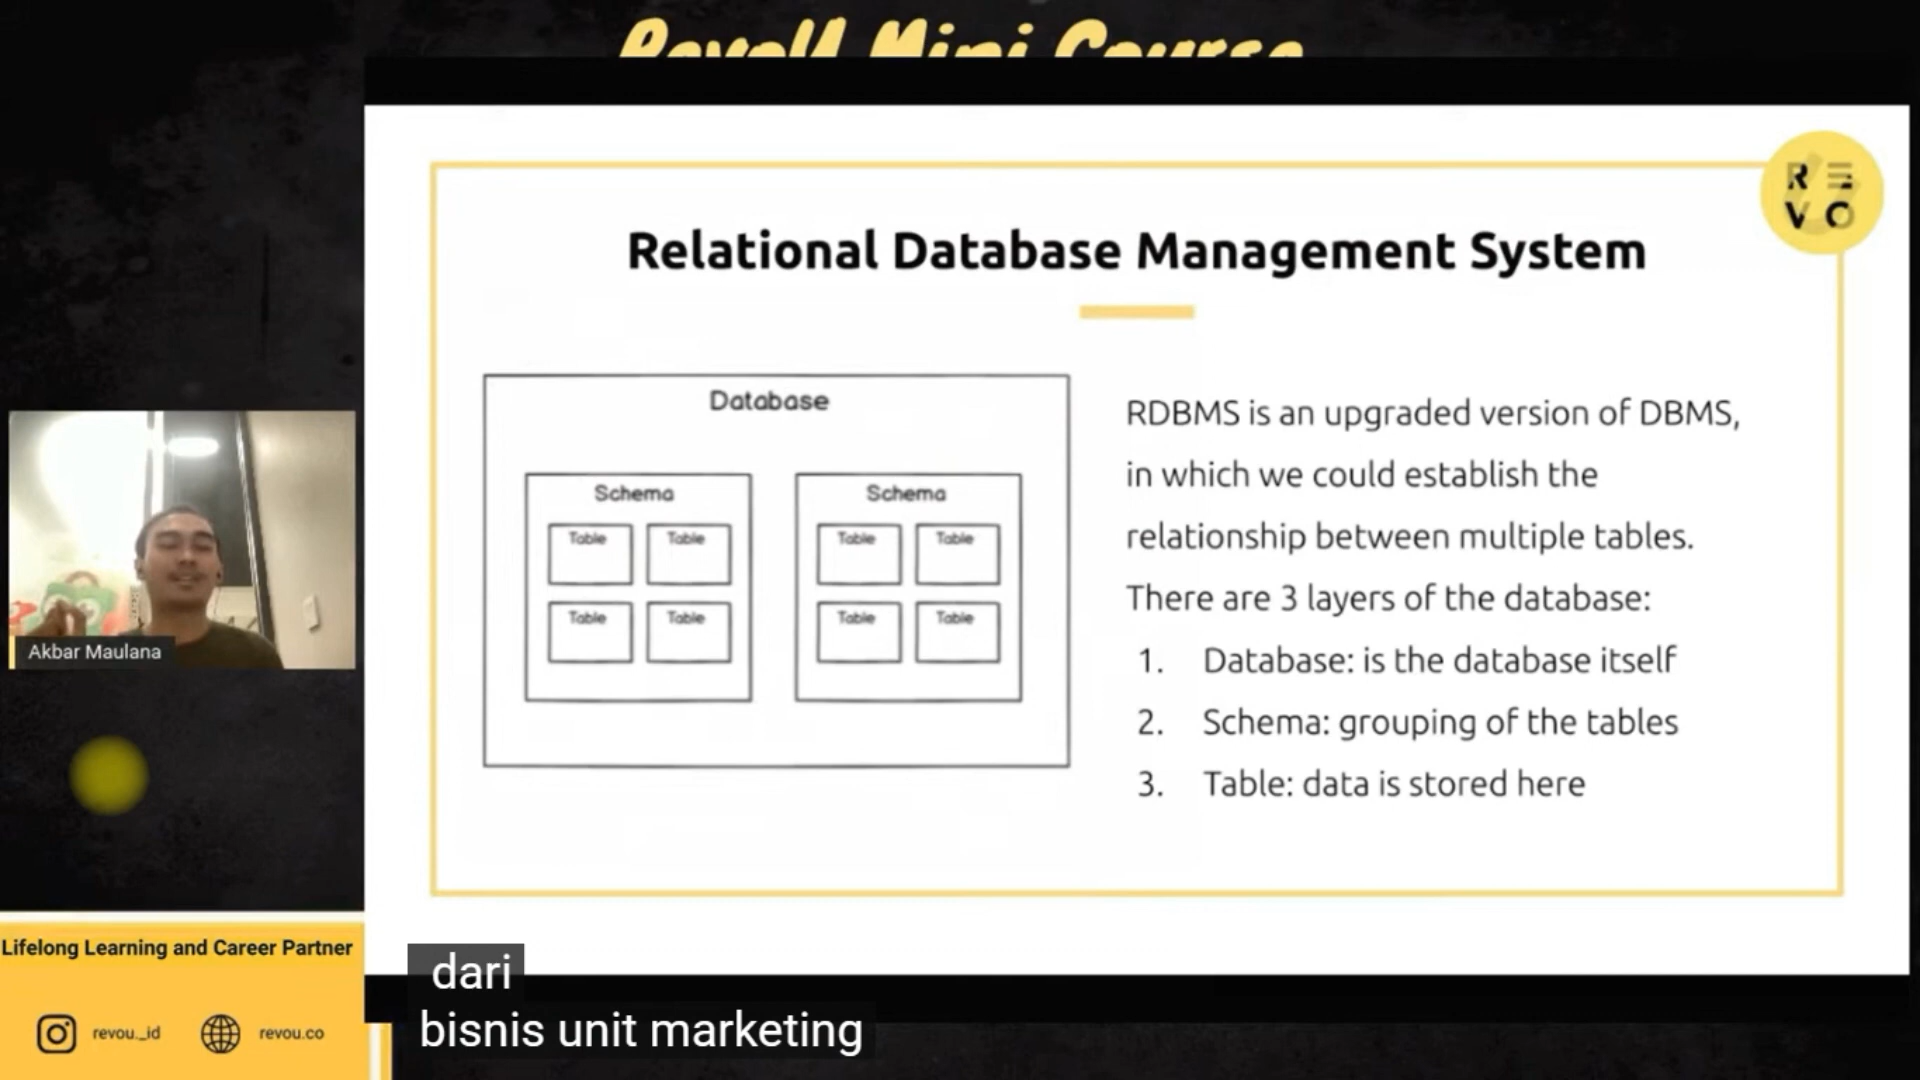 RevoU Mini Course
R E
V O
Relational Database Management System
Database
Schema
Schema
Table
Table
Table
Table
Table
Table
Table
Table
RDBMS is an upgraded version of DBMS,
in which we could establish the
relationship between multiple tables.
There are 3 layers of the database:
1. Database: is the database itself
2. Schema: grouping of the tables
3. Table: data is stored here
Akbar Maulana
Lifelong Learning and Career Partner
revou_id
revou.co
dari
bisnis unit marketing